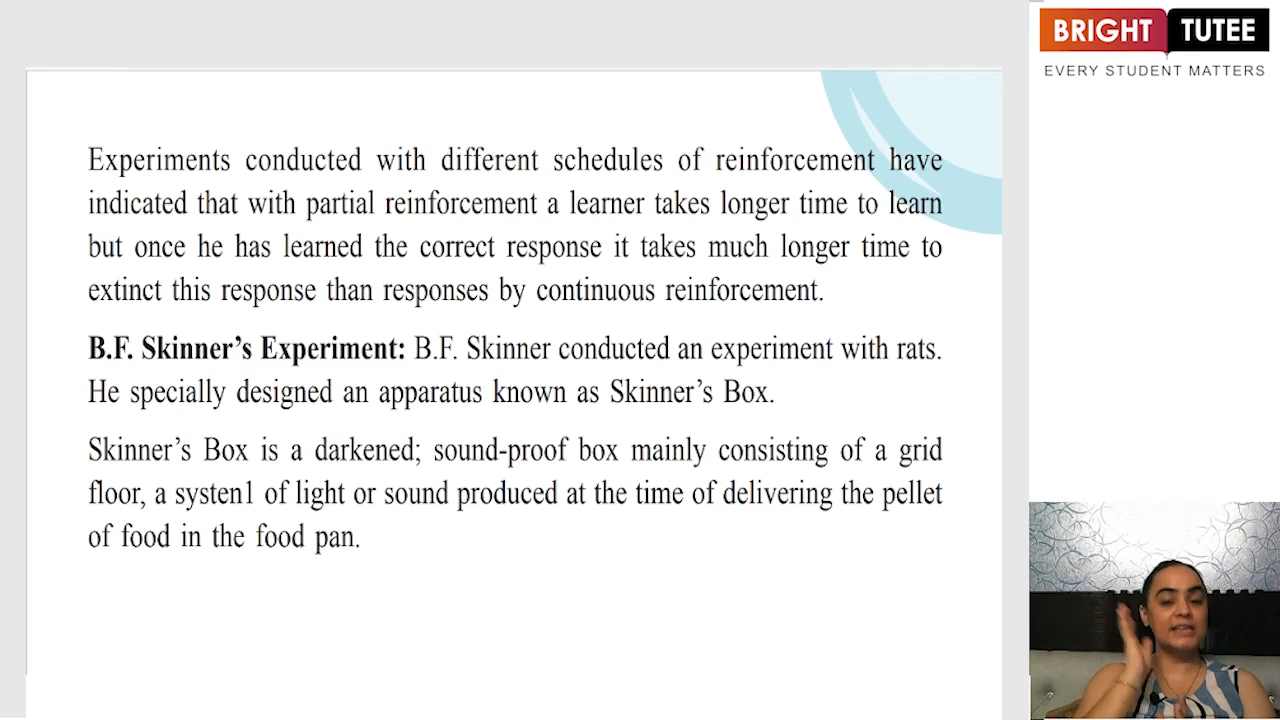 BRIGHT TUTEE
EVERY STUDENT MATTERS
Experiments conducted with different schedules of reinforcement have
indicated that with partial reinforcement a learner takes longer time to learn
but once he has learned the correct response it takes much longer time to
extinct this response than responses by continuous reinforcement.
B.F. Skinner’s Experiment: B.F. Skinner conducted an experiment with rats.
He specially designed an apparatus known as Skinner’s Box.
Skinner’s Box is a darkened; sound-proof box mainly consisting of a grid
floor, a systen1 of light or sound produced at the time of delivering the pellet
of food in the food pan.